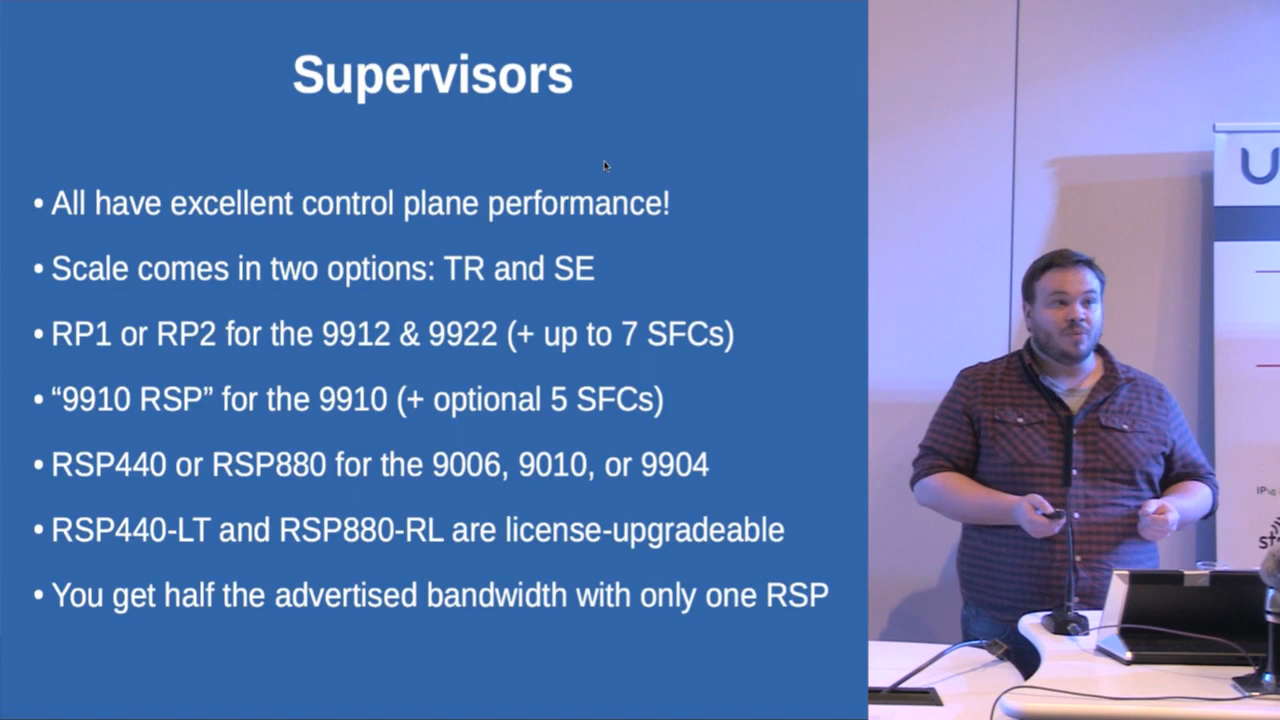 Supervisors
• All have excellent control plane performance!
• Scale comes in two options: TR and SE
• RP1 or RP2 for the 9912 & 9922 (+ up to 7 SFCs)
• “9910 RSP” for the 9910 (+ optional 5 SFCs)
• RSP440 or RSP880 for the 9006, 9010, or 9904
• RSP440-LT and RSP880-RL are license-upgradeable
• You get half the advertised bandwidth with only one RSP
U